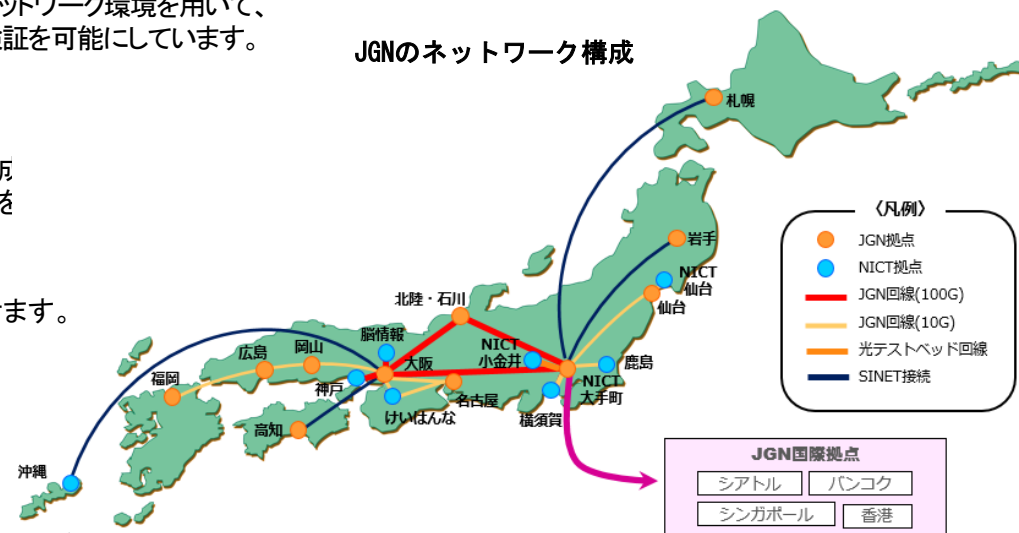 ットワーク環境を用いて、
証を可能にしています。
JGNのネットワーク構成
を
ます。
札幌
岩手
NICT
仙台
仙台
北陸・石川
脳情報
NICT
小金井
鹿島
岡山
広島
大阪
福岡
神戸
名古屋
NICT
大手町
けいはんな
横須賀
高知
沖縄
〈凡例〉
JGN拠点
NICT拠点
JGN回線(100G)
JGN回線(10G)
光テストベッド回線
SINET接続
JGN国際拠点
シアトル
バンコク
シンガポール
香港